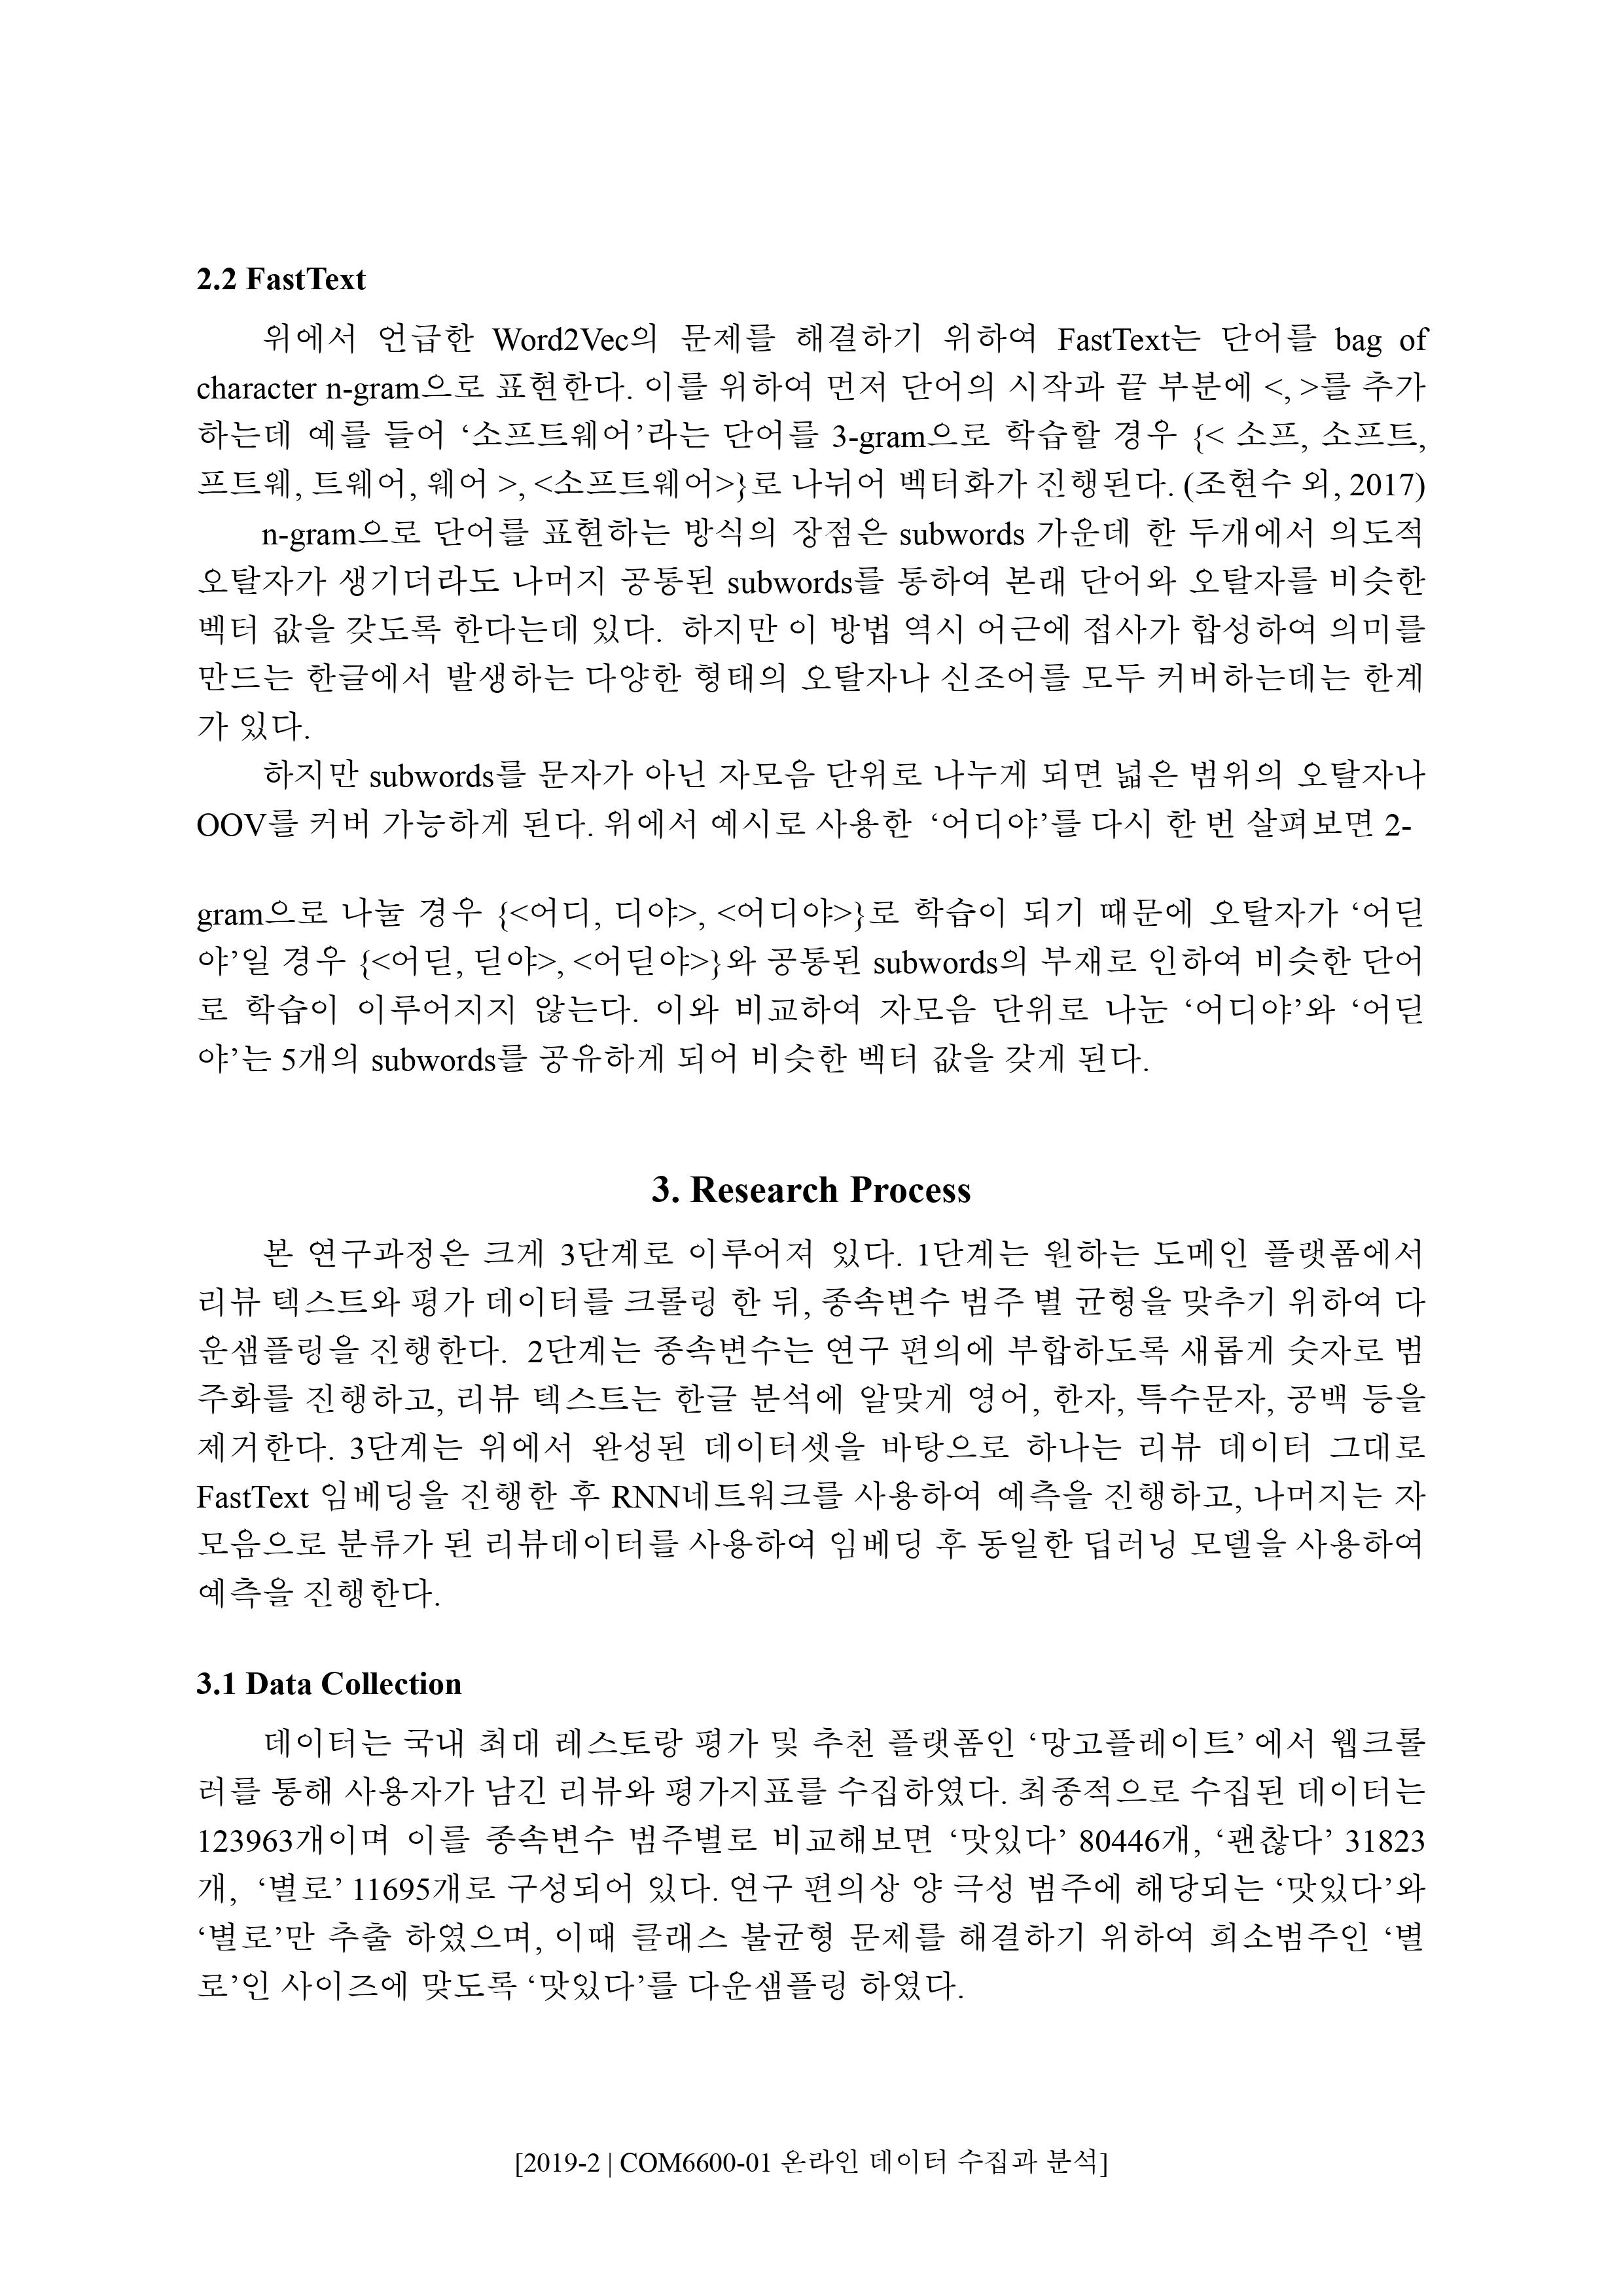 2.2 FastText
위에서 언급한 Word2Vec의 문제를 해결하기 위하여 FastText는 단어를 bag of
character n-gram으로 표현한다. 이를 위하여 먼저 단어의 시작과 끝 부분에 <, >를 추가
하는데 예를 들어 ‘소프트웨어’라는 단어를 3-gram으로 학습할 경우 {< 소프, 소프트,
프트웨, 트웨어, 웨어 >, <소프트웨어>}로 나뉘어 벡터화가 진행된다. (조현수 외, 2017)
n-gram으로 단어를 표현하는 방식의 장점은 subwords 가운데 한 두개에서 의도적
오탈자가 생기더라도 나머지 공통된 subwords를 통하여 본래 단어와 오탈자를 비슷한
벡터 값을 갖도록 한다는데 있다. 하지만 이 방법 역시 어근에 접사가 합성하여 의미를
만드는 한글에서 발생하는 다양한 형태의 오탈자나 신조어를 모두 커버하는데는 한계
가 있다.
하지만 subwords를 문자가 아닌 자모음 단위로 나누게 되면 넓은 범위의 오탈자나
OOV를 커버 가능하게 된다. 위에서 예시로 사용한 ‘어디야’를 다시 한 번 살펴보면 2-
gram으로 나눌 경우 {<어디, 디야>, <어디야>}로 학습이 되기 때문에 오탈자가 ‘어딛
야’일 경우 {<어딛, 딛야>, <어딛야>}와 공통된 subwords의 부재로 인하여 비슷한 단어
로 학습이 이루어지지 않는다. 이와 비교하여 자모음 단위로 나눈 ‘어디야’와 ‘어딛
야’는 5개의 subwords를 공유하게 되어 비슷한 벡터 값을 갖게 된다.
3. Research Process
본 연구과정은 크게 3단계로 이루어져 있다. 1단계는 원하는 도메인 플랫폼에서
리뷰 텍스트와 평가 데이터를 크롤링 한 뒤, 종속변수 범주 별 균형을 맞추기 위하여 다
운샘플링을 진행한다. 2단계는 종속변수는 연구 편의에 부합하도록 새롭게 숫자로 범
주화를 진행하고, 리뷰 텍스트는 한글 분석에 알맞게 영어, 한자, 특수문자, 공백 등을
제거한다. 3단계는 위에서 완성된 데이터셋을 바탕으로 하나는 리뷰 데이터 그대로
FastText 임베딩을 진행한 후 RNN네트워크를 사용하여 예측을 진행하고, 나머지는 자
모음으로 분류가 된 리뷰데이터를 사용하여 임베딩 후 동일한 딥러닝 모델을 사용하여
예측을 진행한다.
3.1 Data Collection
데이터는 국내 최대 레스토랑 평가 및 추천 플랫폼인 ‘망고플레이트’ 에서 웹크롤
러를 통해 사용자가 남긴 리뷰와 평가지표를 수집하였다. 최종적으로 수집된 데이터는
123963개이며 이를 종속변수 범주별로 비교해보면 ‘맛있다’ 80446개, ‘괜찮다’ 31823
개, ‘별로’ 11695개로 구성되어 있다. 연구 편의상 양 극성 범주에 해당되는 ‘맛있다’와
‘별로’만 추출 하였으며, 이때 클래스 불균형 문제를 해결하기 위하여 희소범주인 ‘별
로’인 사이즈에 맞도록 ‘맛있다’를 다운샘플링 하였다.
[2019-2 | COM6600-01 온라인 데이터 수집과 분석]